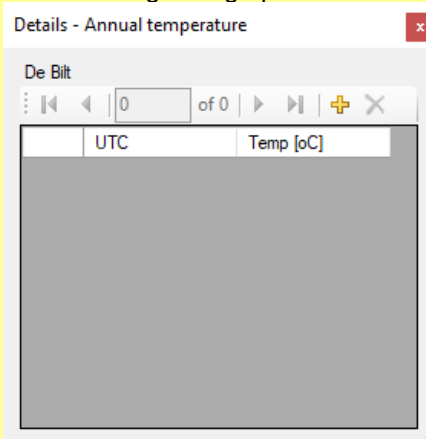 Details - Annual temperature x
De Bilt
0 of 0
UTC Temp [oC]